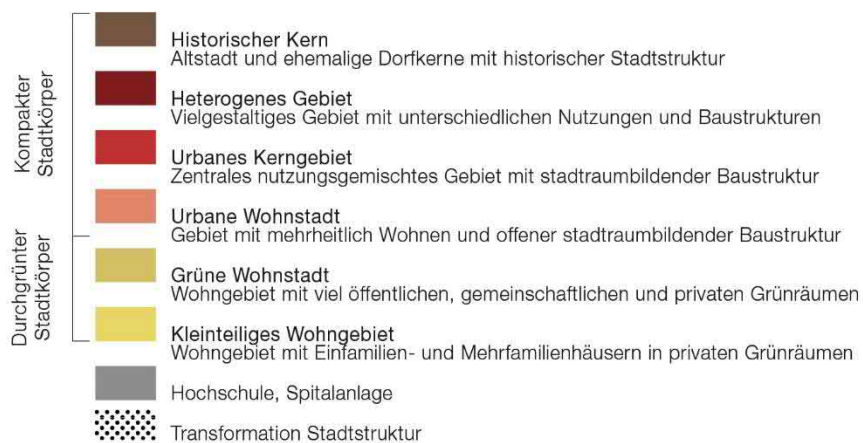 Kompakter
Stadtkörper
Historischer Kern
Altstadt und ehemalige Dorfkerne mit historischer Stadtstruktur
Heterogenes Gebiet
Vielgestaltiges Gebiet mit unterschiedlichen Nutzungen und Baustrukturen
Urbanes Kerngebiet
Zentrales nutzungsgemischtes Gebiet mit stadtraumbildender Baustruktur
Urbane Wohnstadt
Gebiet mit mehrheitlich Wohnen und offener stadtraumbildender Baustruktur
Durchgrünter
Stadtkörper
Grüne Wohnstadt
Wohngebiet mit viel öffentlichen, gemeinschaftlichen und privaten Grünräumen
Kleinteiliges Wohngebiet
Wohngebiet mit Einfamilien- und Mehrfamilienhäusern in privaten Grünräumen
Hochschule, Spitalanlage
Transformation Stadtstruktur